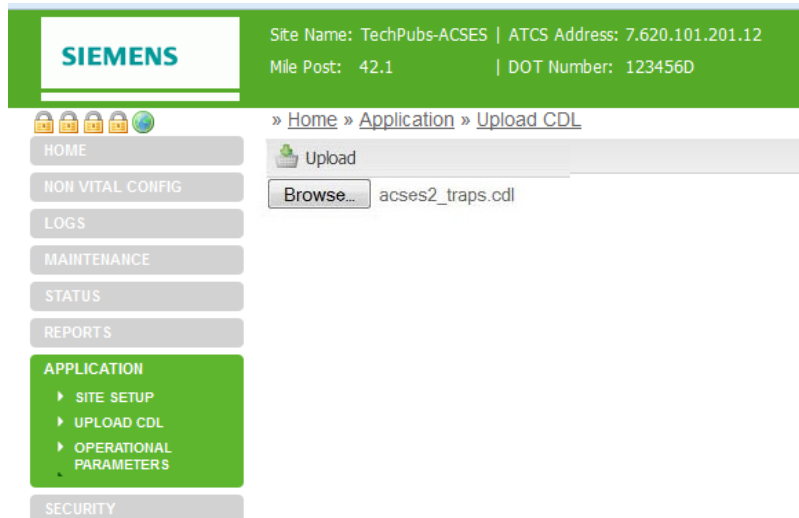 SIEMENS
Site Name: TechPubs-ACSES | ATCS Address: 7.620.101.201.12
Mile Post: 42.1 | DOT Number: 123456D
» Home » Application » Upload CDL
HOME
Upload
NON VITAL CONFIG
Browse... acses2_traps.cdl
LOGS
MAINTENANCE
STATUS
REPORTS
APPLICATION
SITE SETUP
UPLOAD CDL
OPERATIONAL
PARAMETERS
SECURITY